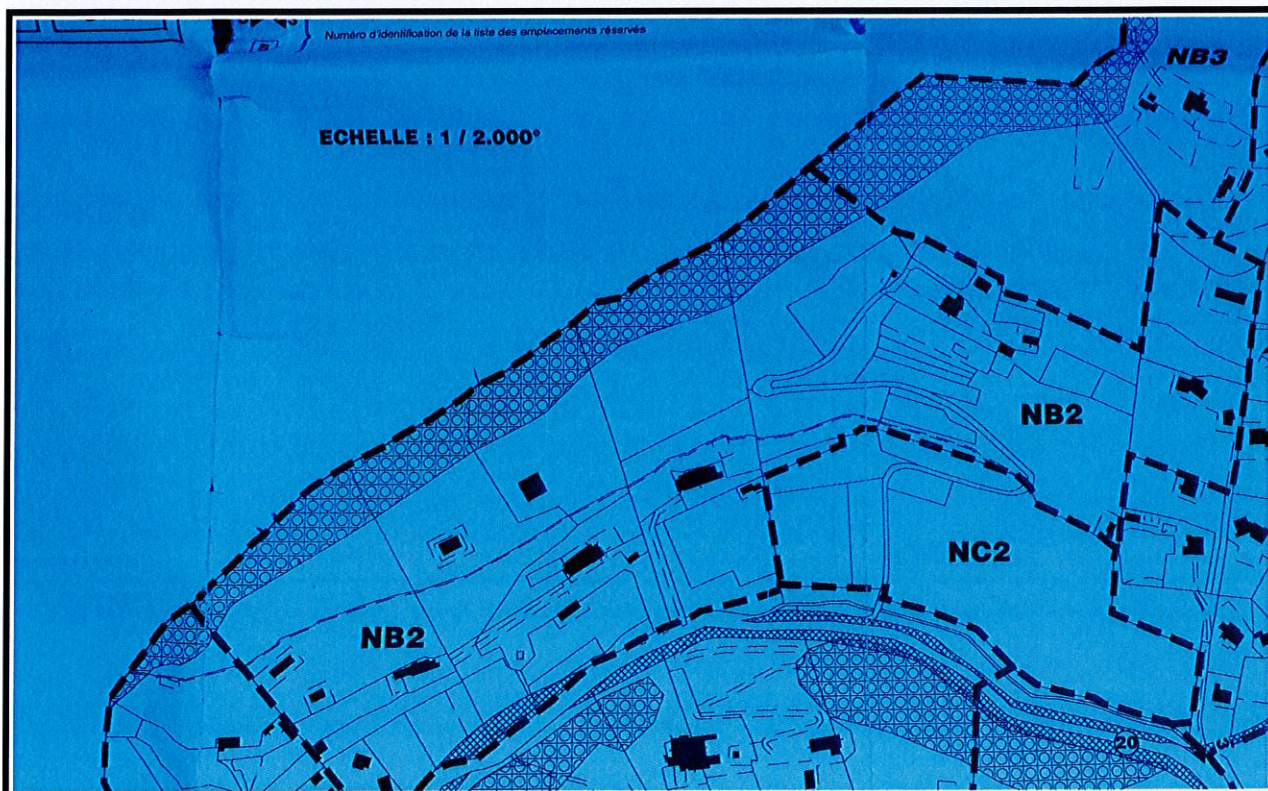 Numéro d'identification de la liste des emplacements réservés
NB3
ECHELLE : 1 / 2.000°
NB2
NC2
NB2
20